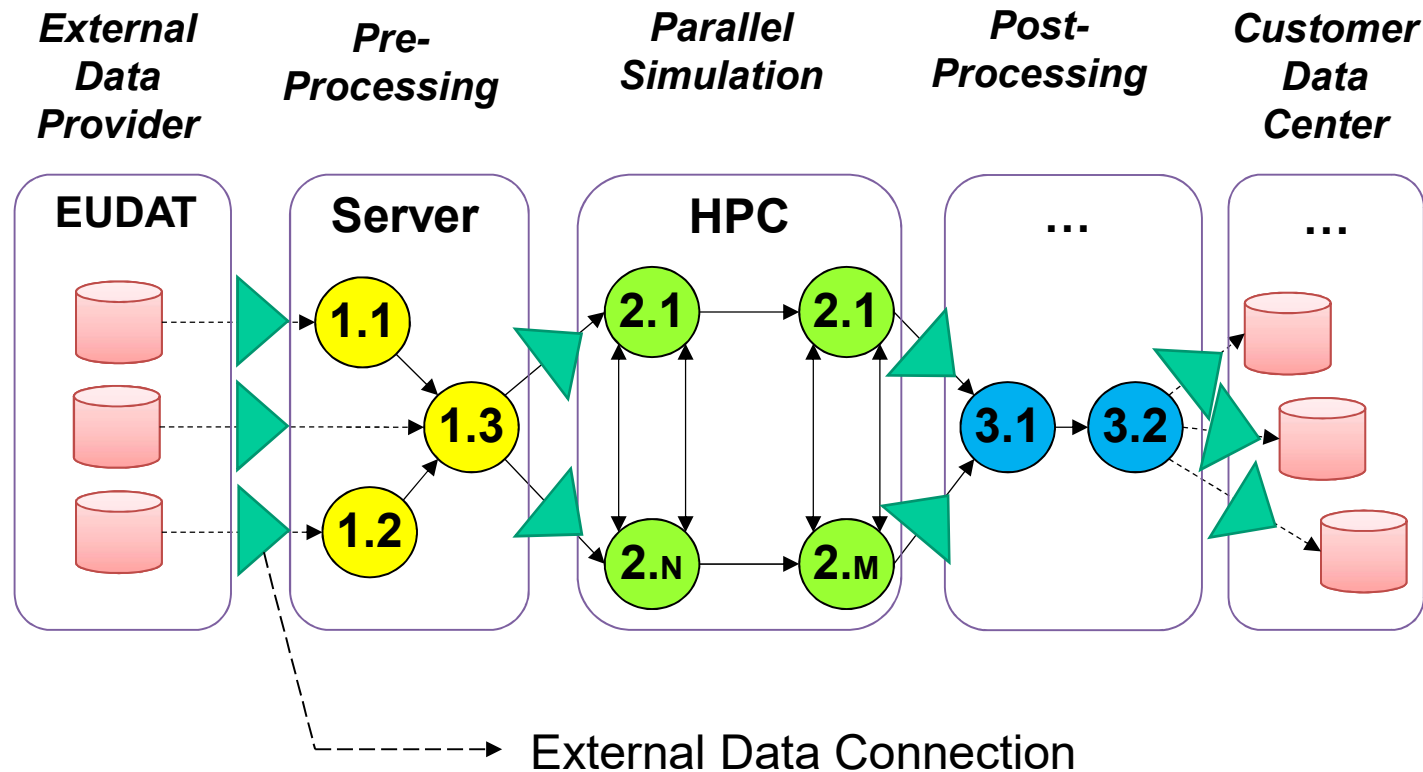 External
Data
Provider
Pre-
Processing
Parallel
Simulation
Post-
Processing
Customer
Data
Center
EUDAT
Server
HPC
...
...
1.1
1.3
1.2
2.1
2.1
2.N
2.M
3.1
3.2
External Data Connection